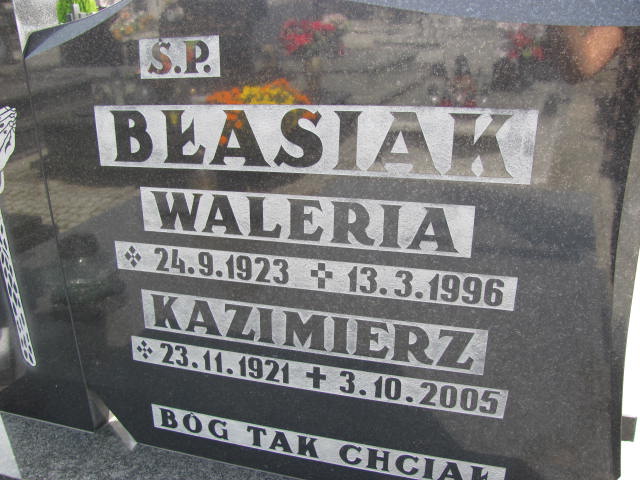 Ś.P.
BŁASIAK
WALERIA
24.9.1923 13.3.1996
KAZIMIERZ
23.11.1921 3.10.2005
BÓG TAK CHCIAŁ